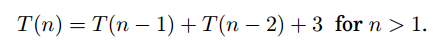 T(n) = T(n − 1) + T(n − 2) + 3 for n > 1.